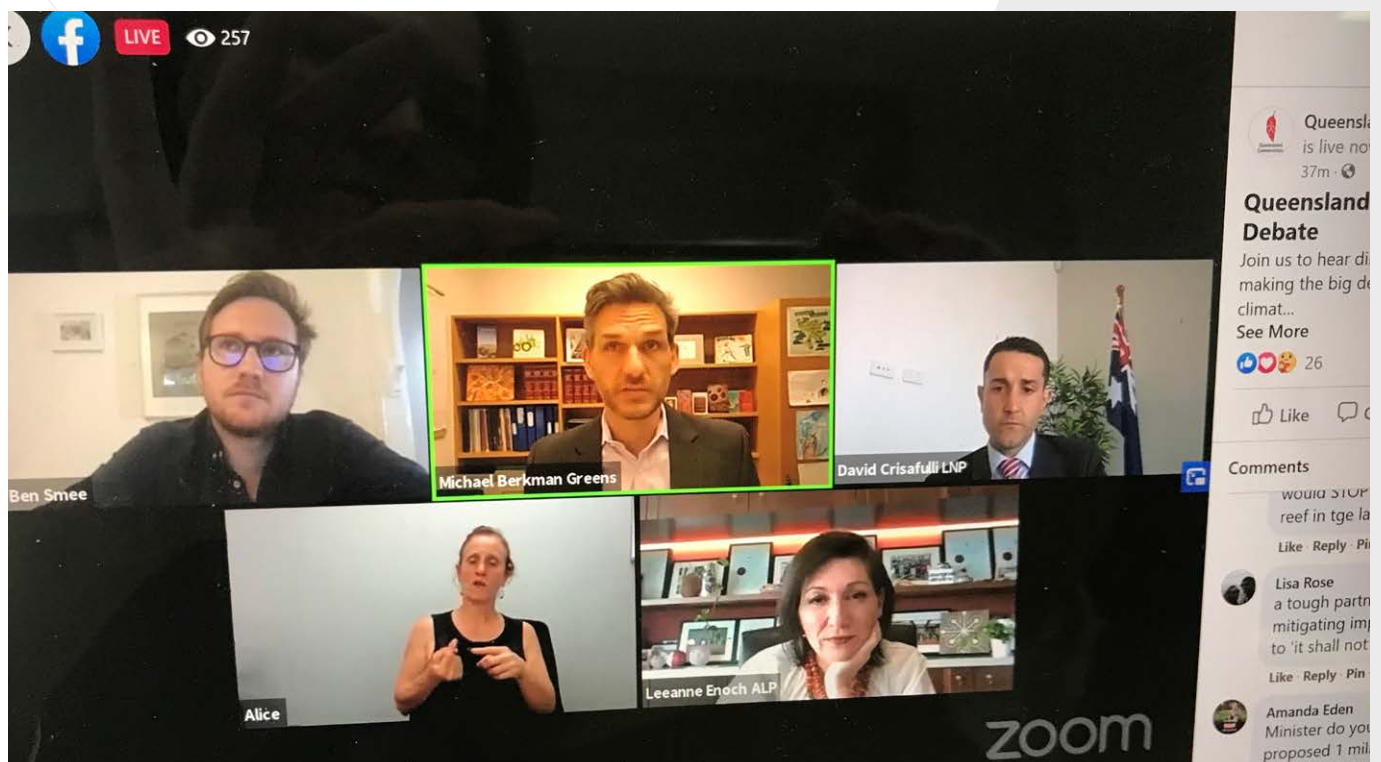 LIVE 257
Queensla
is live no
37m
Queensland
Debate
Join us to hear di
making the big de
climat...
See More
26
Like
Ben Smee
Michael Berkman Greens
David Crisafulli LNP
Alice
Leeanne Enoch ALP
zoom
Comments
would STOP
reef in tge la
Like · Reply · Pi
Lisa Rose
a tough partn
mitigating imp
to 'it shall not
Like · Reply · Pin
Amanda Eden
Minister do you
proposed 1 mil